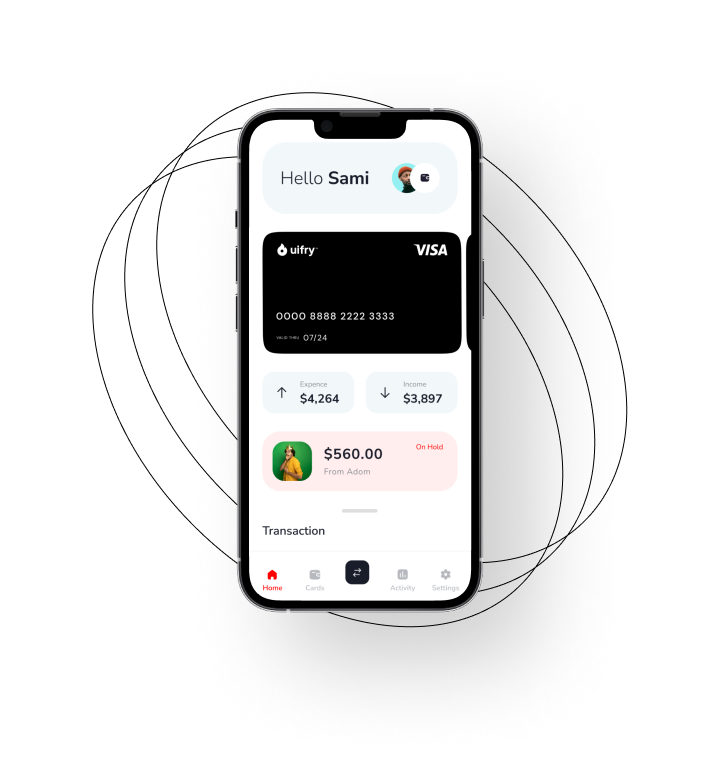 Hello Sami
uifry™
VISA
0000 8888 2222 3333
VALID THRU 07/24
Expence
$4,264
Income
$3,897
$560.00
On Hold
From Adom
Transaction
Home
Cards
Activity
Settings